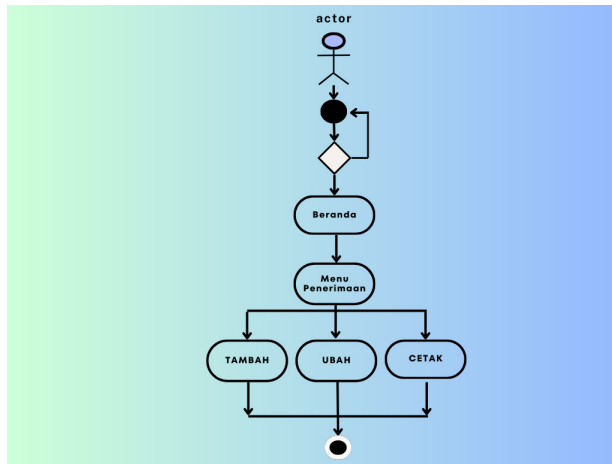 actor
Beranda
Menu
Penerimaan
TAMBAH
UBAH
CETAK